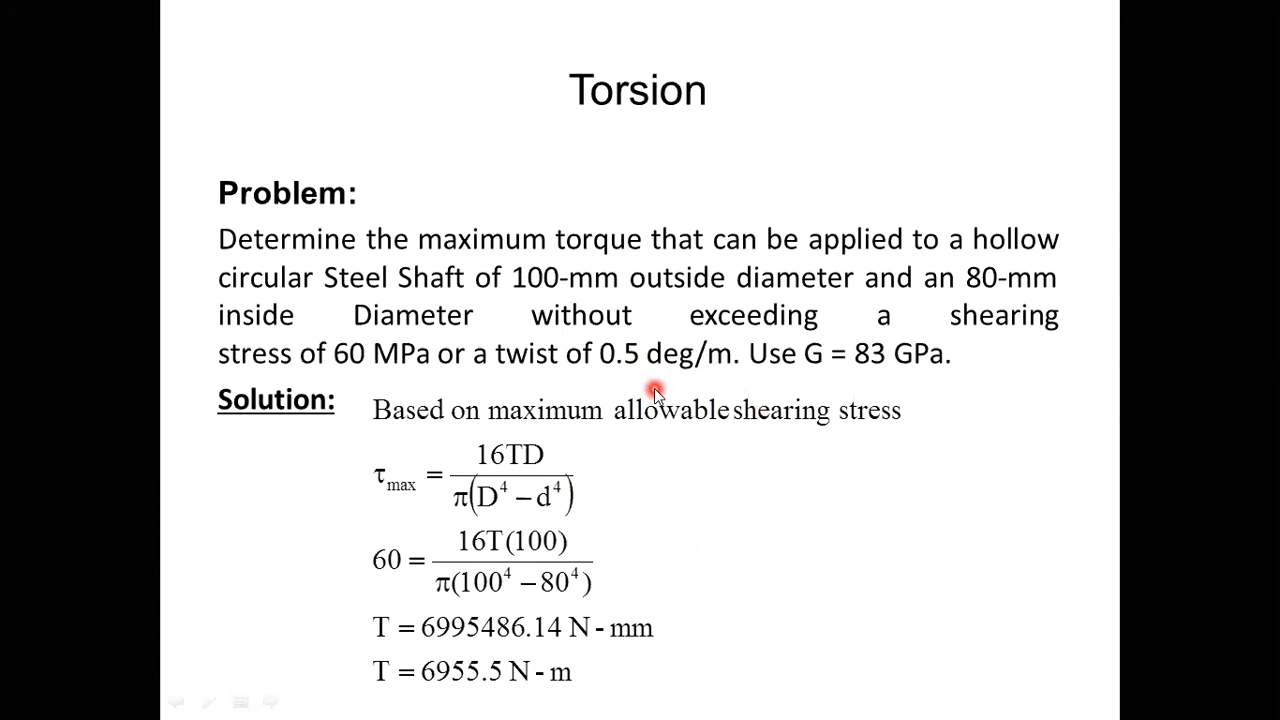 Torsion
Problem:
Determine the maximum torque that can be applied to a hollow
circular Steel Shaft of 100-mm outside diameter and an 80-mm
inside Diameter without exceeding a shearing
stress of 60 MPa or a twist of 0.5 deg/m. Use G = 83 GPa.
Solution:
Based on maximum allowable shearing stress
τmax = 16TD / π(D⁴ – d⁴)
60 = 16T(100) / π(100⁴ – 80⁴)
T = 6995486.14 N - mm
T = 6955.5 N - m